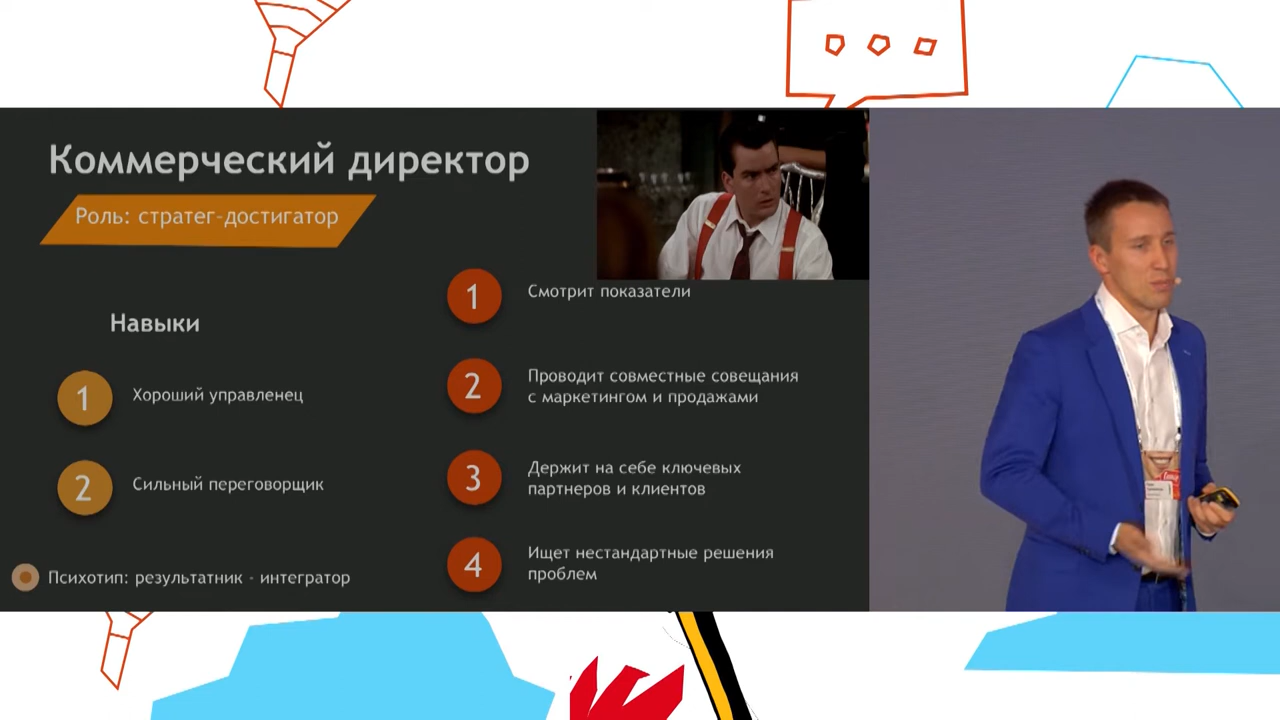 Коммерческий директор
Роль: стратег-достигатор
Навыки
1
Хороший управленец
2
Сильный переговорщик
Психотип: результатник - интегратор
1
Смотрит показатели
2
Проводит совместные совещания
с маркетингом и продажами
3
Держит на себе ключевых
партнеров и клиентов
4
Ищет нестандартные решения
проблем